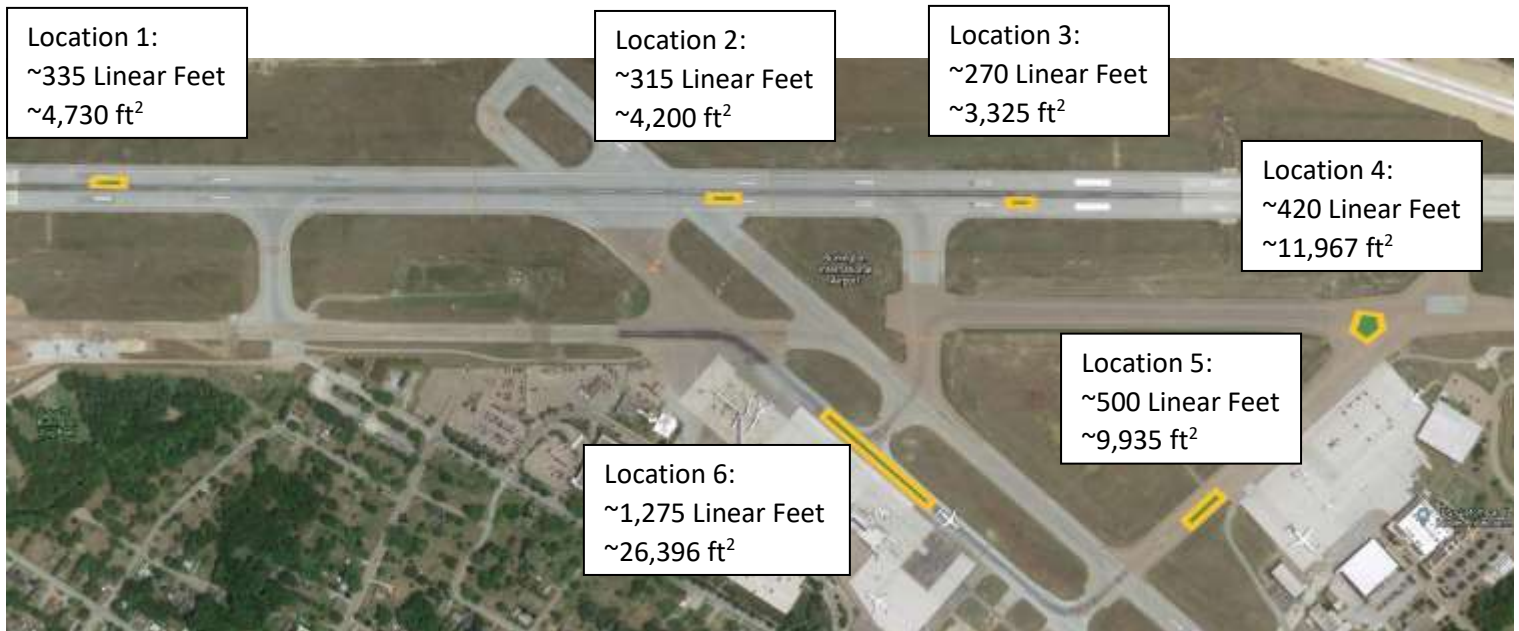 Location 1:
~335 Linear Feet
~4,730 ft²
Location 2:
~315 Linear Feet
~4,200 ft²
Location 3:
~270 Linear Feet
~3,325 ft²
Location 4:
~420 Linear Feet
~11,967 ft²
Location 5:
~500 Linear Feet
~9,935 ft²
Location 6:
~1,275 Linear Feet
~26,396 ft²
International
Airport